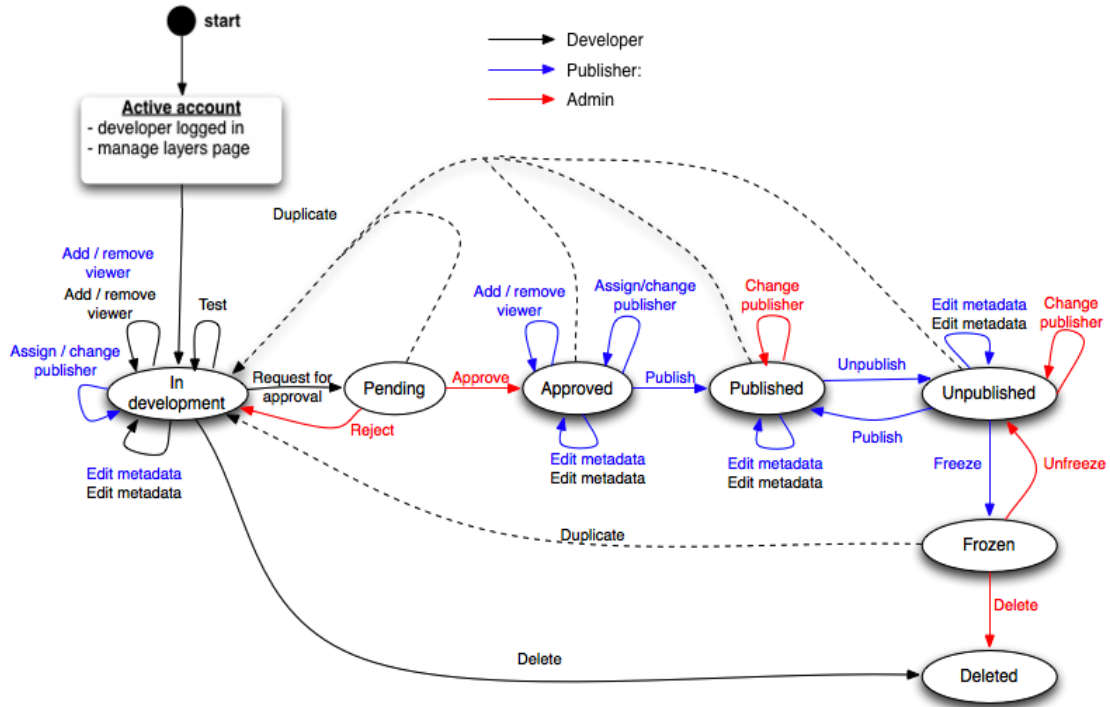 start
Developer
Publisher:
Admin
Active account
- developer logged in
- manage layers page
Duplicate
Add / remove
viewer
Add / remove
viewer
Test
Assign / change
publisher
In
development
Edit metadata
Edit metadata
Request for
approval
Pending
Reject
Approve
Add / remove
viewer
Assign/change
publisher
Approved
Edit metadata
Edit metadata
Publish
Change
publisher
Published
Edit metadata
Edit metadata
Unpublish
Publish
Edit metadata
Edit metadata
Change
publisher
Unpublished
Freeze
Unfreeze
Duplicate
Frozen
Delete
Delete
Deleted